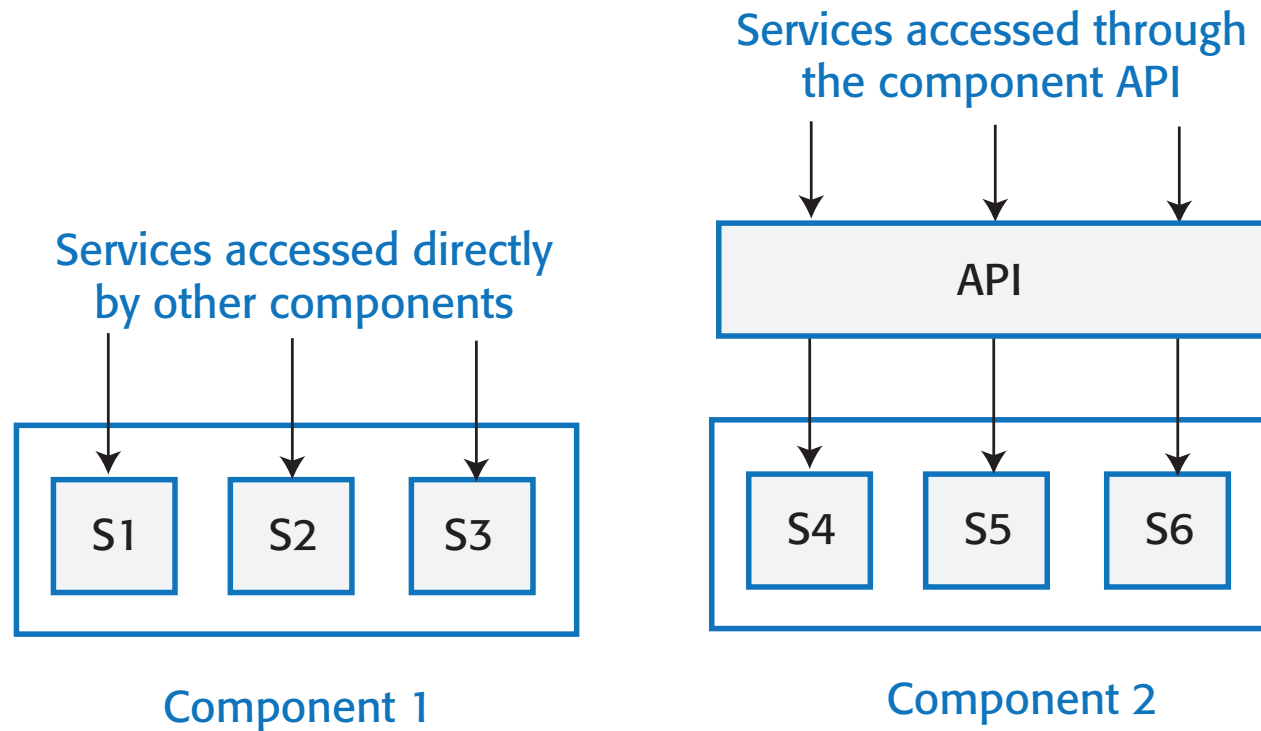 Services accessed directly
by other components
S1
S2
S3
Component 1
Services accessed through
the component API
API
S4
S5
S6
Component 2